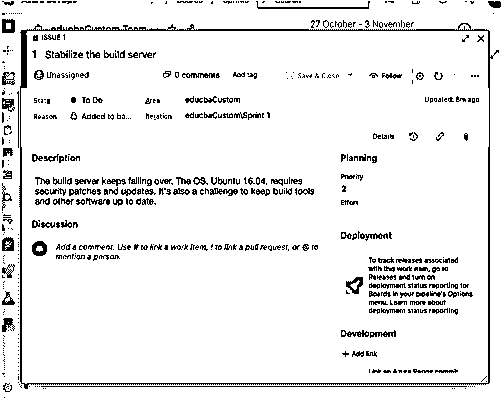 educbaCustom Team
27 October - 3 November
ISSUE 1
1 Stabilize the build server
Unassigned
0 comments
Add tag
Save & Close
Follow
State
To Do
Area
educbaCustom
Updated: 8m ago
Reason
Added to ba...
Iteration
educbaCustom\Sprint 1
Details
Description
The build server keeps falling over. The OS, Ubuntu 16.04, requires
security patches and updates. It's also a challenge to keep build tools
and other software up to date.
Discussion
Add a comment. Use # to link a work item, ! to link a pull request, or @ to
mention a person.
Planning
Priority
2
Effort
Deployment
To track releases associated
with this work item, go to
Releases and turn on
deployment status reporting for
Boards in your pipeline's Options
menu. Learn more about
deployment status reporting
Development
+ Add link